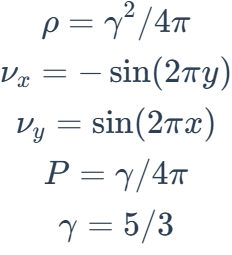 ρ = γ²/4π
νₓ = − sin(2πy)
ν_y = sin(2πx)
P = γ/4π
γ = 5/3